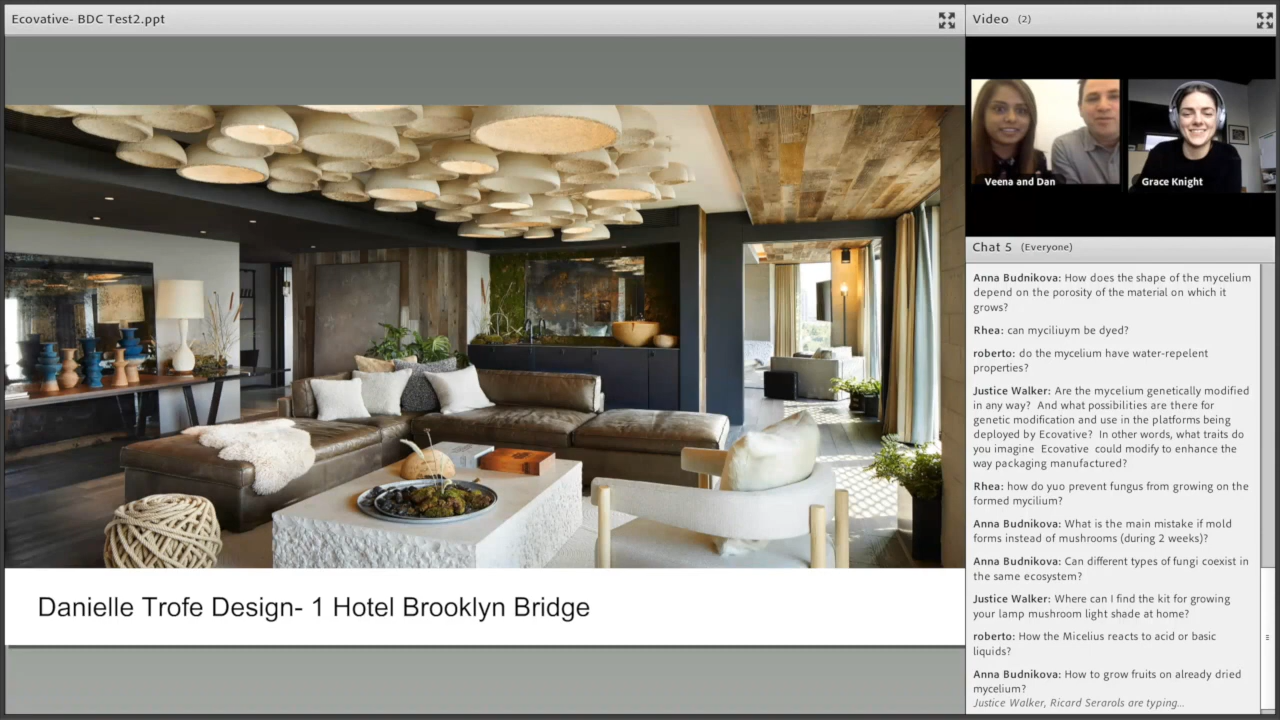 Ecovative- BDC Test2.ppt
Video (2)
Veena and Dan
Grace Knight
Chat 5 (Everyone)
Anna Budnikova: How does the shape of the mycelium
depend on the porosity of the material on which it
grows?
Rhea: can myciliuym be dyed?
roberto: do the mycelium have water-repelent
properties?
Justice Walker: Are the mycelium genetically modified
in any way? And what possibilities are there for
genetic modification and use in the platforms being
deployed by Ecovative? In other words, what traits do
you imagine Ecovative could modify to enhance the
way packaging manufactured?
Rhea: how do yuo prevent fungus from growing on the
formed mycilium?
Anna Budnikova: What is the main mistake if mold
forms instead of mushrooms (during 2 weeks)?
Anna Budnikova: Can different types of fungi coexist in
the same ecosystem?
Justice Walker: Where can I find the kit for growing
your lamp mushroom light shade at home?
roberto: How the Micelius reacts to acid or basic
liquids?
Anna Budnikova: How to grow fruits on already dried
mycelium?
Justice Walker, Ricard Serarols are typing...
Danielle Trofe Design- 1 Hotel Brooklyn Bridge